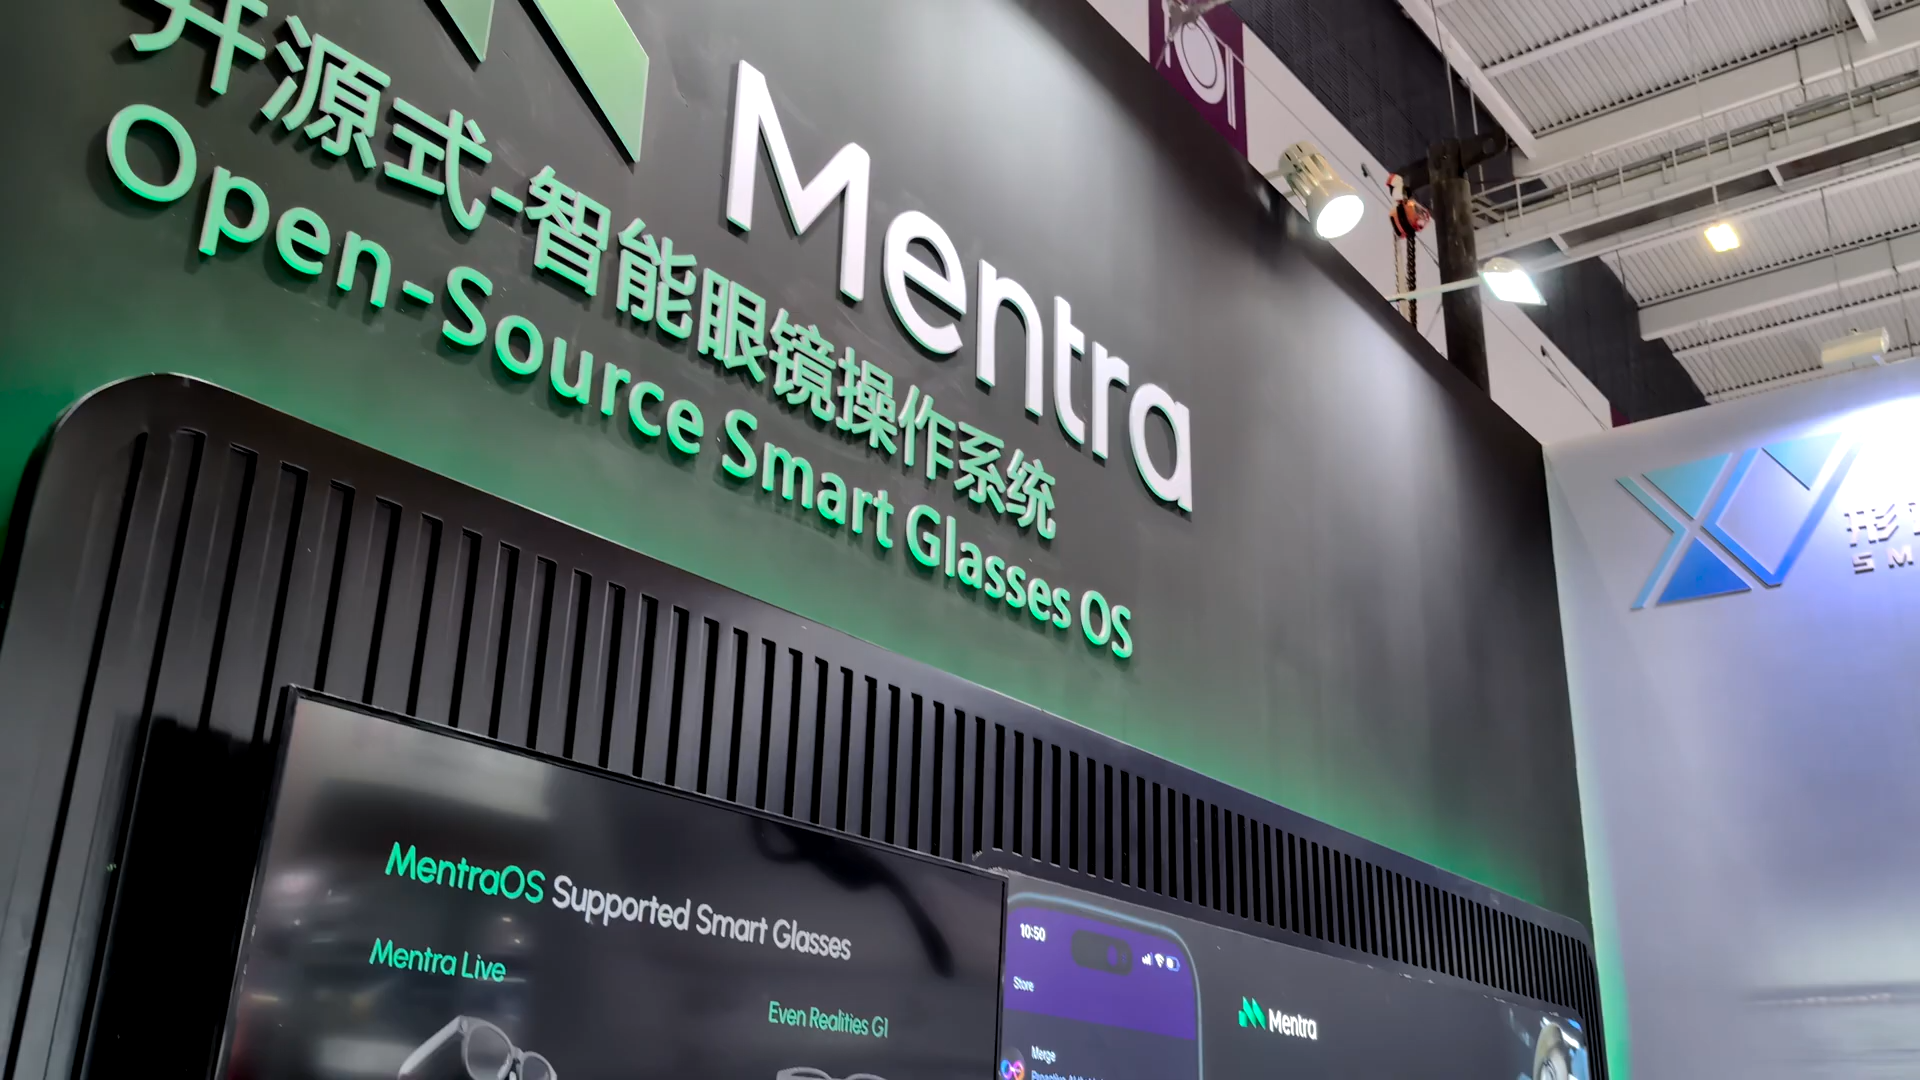 Mentra
开源式-智能眼镜操作系统
Open-Source Smart Glasses OS
MentraOS Supported Smart Glasses
Mentra Live
Even Realities G1
10:50
Store
Merge
Mentra